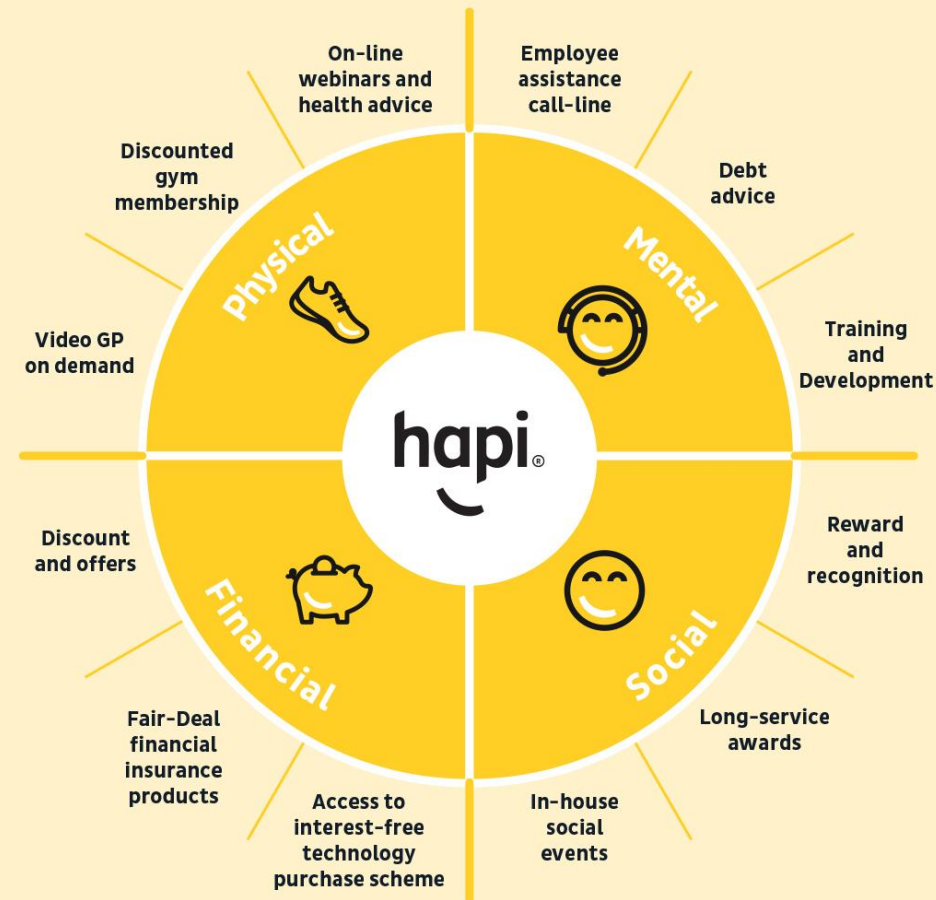 On-line
webinars and
health advice
Employee
assistance
call-line
Discounted
gym
membership
Debt
advice
Physical
Mental
Video GP
on demand
Training
and
Development
hapi®
Discount
and offers
Reward
and
recognition
Financial
Social
Fair-Deal
financial
insurance
products
Long-service
awards
Access to
interest-free
technology
purchase scheme
In-house
social
events